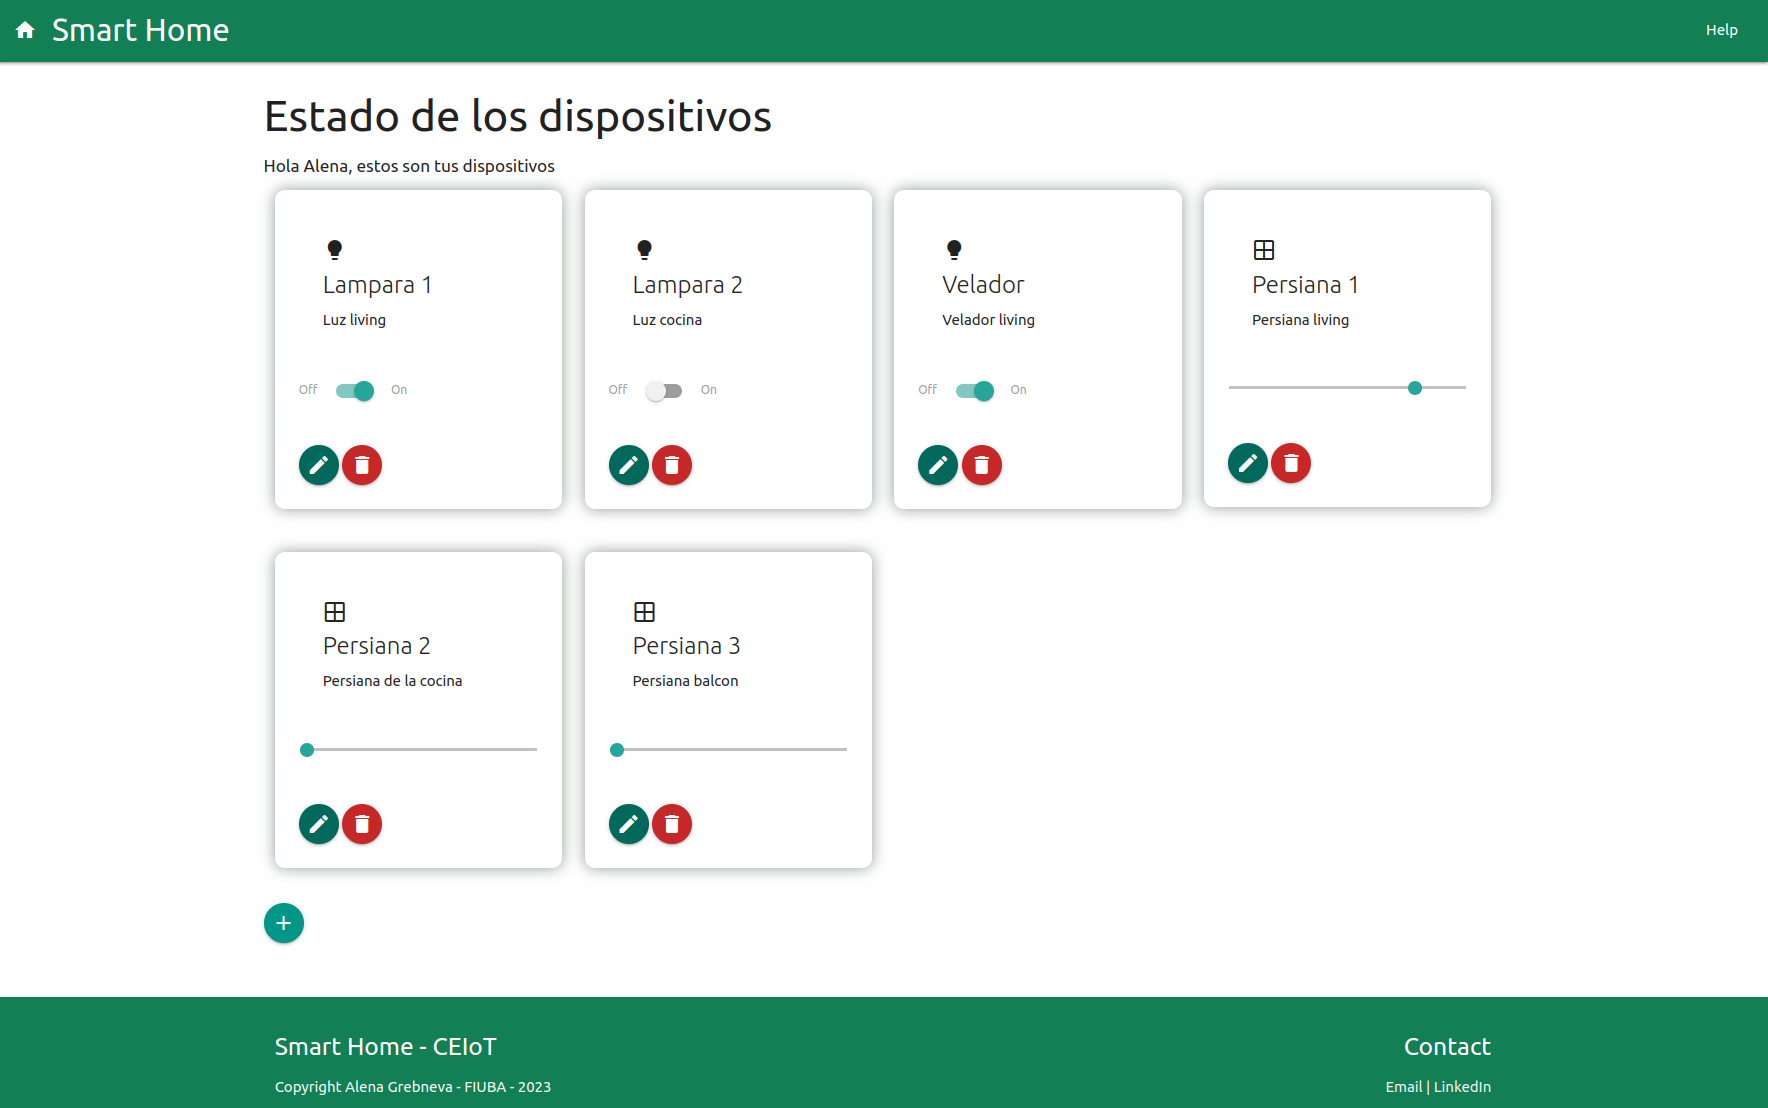 Smart Home
Help
Estado de los dispositivos
Hola Alena, estos son tus dispositivos
Lampara 1
Luz living
Off On
Lampara 2
Luz cocina
Off On
Velador
Velador living
Off On
Persiana 1
Persiana living
Persiana 2
Persiana de la cocina
Persiana 3
Persiana balcon
Smart Home - CEIoT
Copyright Alena Grebneva - FIUBA - 2023
Contact
Email | LinkedIn